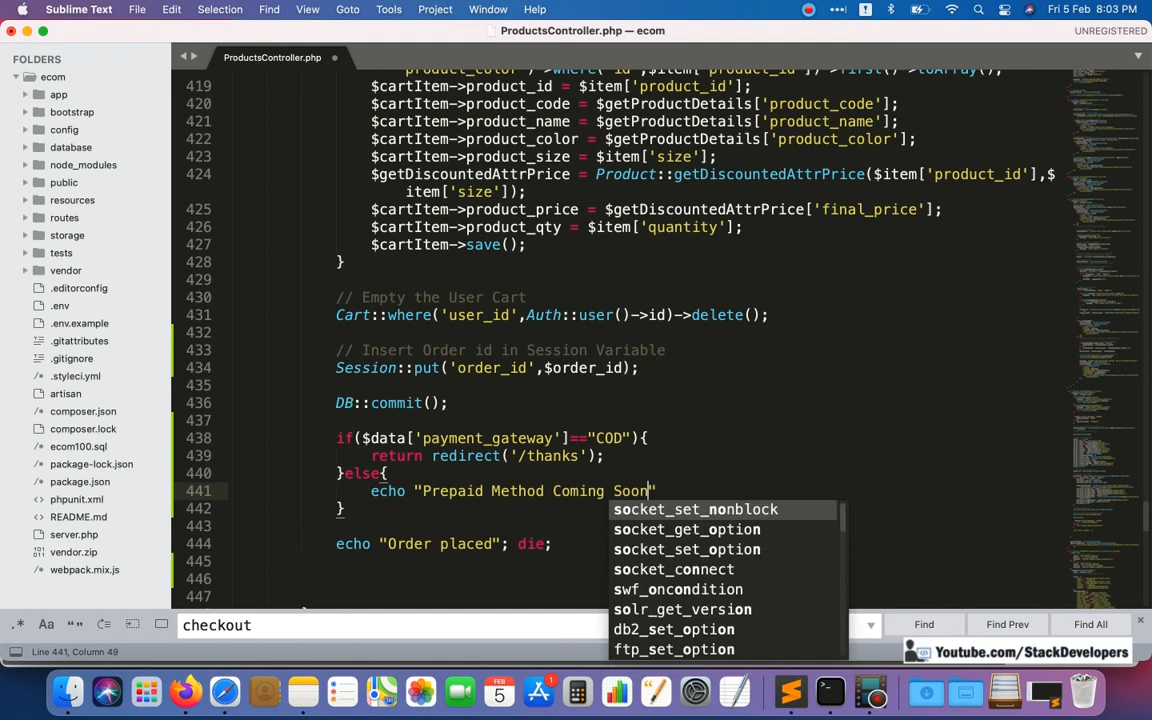 Sublime Text File Edit Selection Find View Goto Tools Project Window Help Fri 5 Feb 8:03 PM
ProductsController.php — ecom UNREGISTERED
FOLDERS
ecom
app
bootstrap
config
database
node_modules
public
resources
routes
storage
tests
vendor
.editorconfig
.env
.env.example
.gitattributes
.gitignore
.styleci.yml
artisan
composer.json
composer.lock
ecom100.sql
package-lock.json
package.json
phpunit.xml
README.md
server.php
vendor.zip
webpack.mix.js
ProductsController.php
419 $cartItem->product_id = $item['product_id'];
420 $cartItem->product_code = $getProductDetails['product_code'];
421 $cartItem->product_name = $getProductDetails['product_name'];
422 $cartItem->product_color = $getProductDetails['product_color'];
423 $cartItem->product_size = $item['size'];
424 $getDiscountedAttrPrice = Product::getDiscountedAttrPrice($item['product_id'],$
item['size']);
425 $cartItem->product_price = $getDiscountedAttrPrice['final_price'];
426 $cartItem->product_qty = $item['quantity'];
427 $cartItem->save();
428 }
429
430 // Empty the User Cart
431 Cart::where('user_id',Auth::user()->id)->delete();
432
433 // Insert Order id in Session Variable
434 Session::put('order_id',$order_id);
435
436 DB::commit();
437
438 if($data['payment_gateway']=="COD"){
439 return redirect('/thanks');
440 }else{
441 echo "Prepaid Method Coming Soon"
442 }
443
444 echo "Order placed"; die;
445
446
447
socket_set_nonblock
socket_get_option
socket_set_option
socket_connect
swf_oncondition
solr_get_version
db2_set_option
ftp_set_option
checkout
Find Find Prev Find All
Line 441, Column 49
Youtube.com/StackDevelopers
FEB
5
1